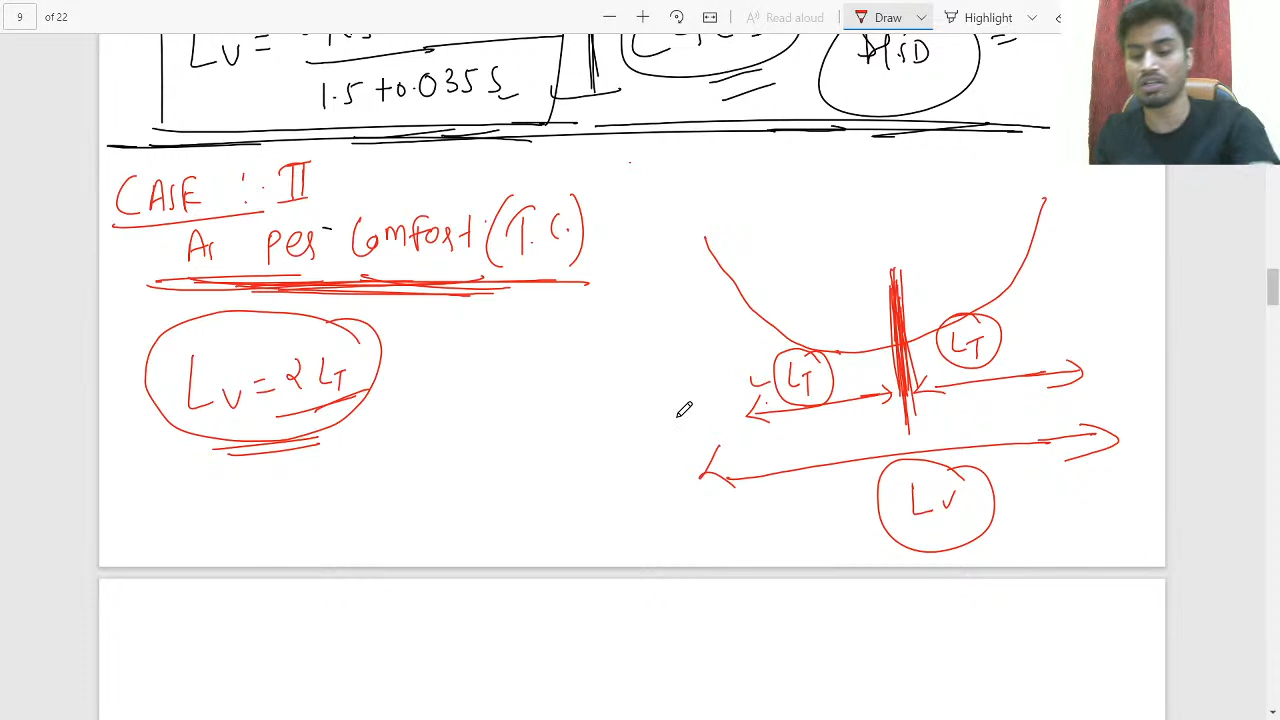 9 of 22
Read aloud
Draw
Highlight
LV =
1.5 + 0.035 S
HSD =
CASE : II
As per Comfort (T.C.)
LV = 2 LT
LT
LT
LV